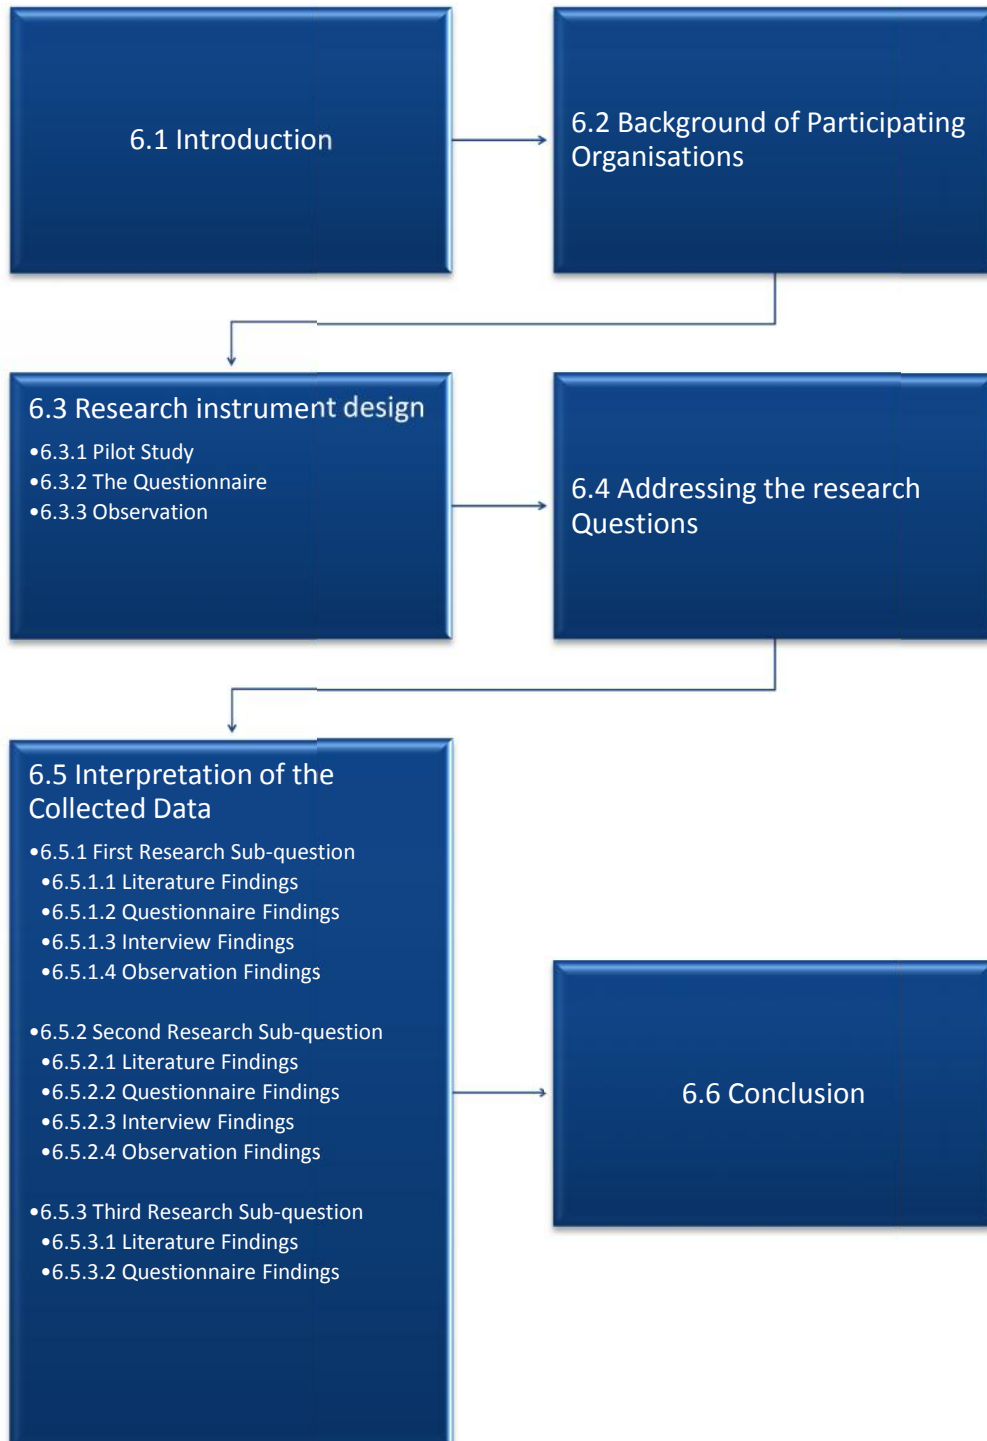 6.1 Introduction
6.2 Background of Participating
Organisations
6.3 Research instrument design
•6.3.1 Pilot Study
•6.3.2 The Questionnaire
•6.3.3 Observation
6.4 Addressing the research
Questions
6.5 Interpretation of the
Collected Data
•6.5.1 First Research Sub-question
•6.5.1.1 Literature Findings
•6.5.1.2 Questionnaire Findings
•6.5.1.3 Interview Findings
•6.5.1.4 Observation Findings
•6.5.2 Second Research Sub-question
•6.5.2.1 Literature Findings
•6.5.2.2 Questionnaire Findings
•6.5.2.3 Interview Findings
•6.5.2.4 Observation Findings
•6.5.3 Third Research Sub-question
•6.5.3.1 Literature Findings
•6.5.3.2 Questionnaire Findings
6.6 Conclusion